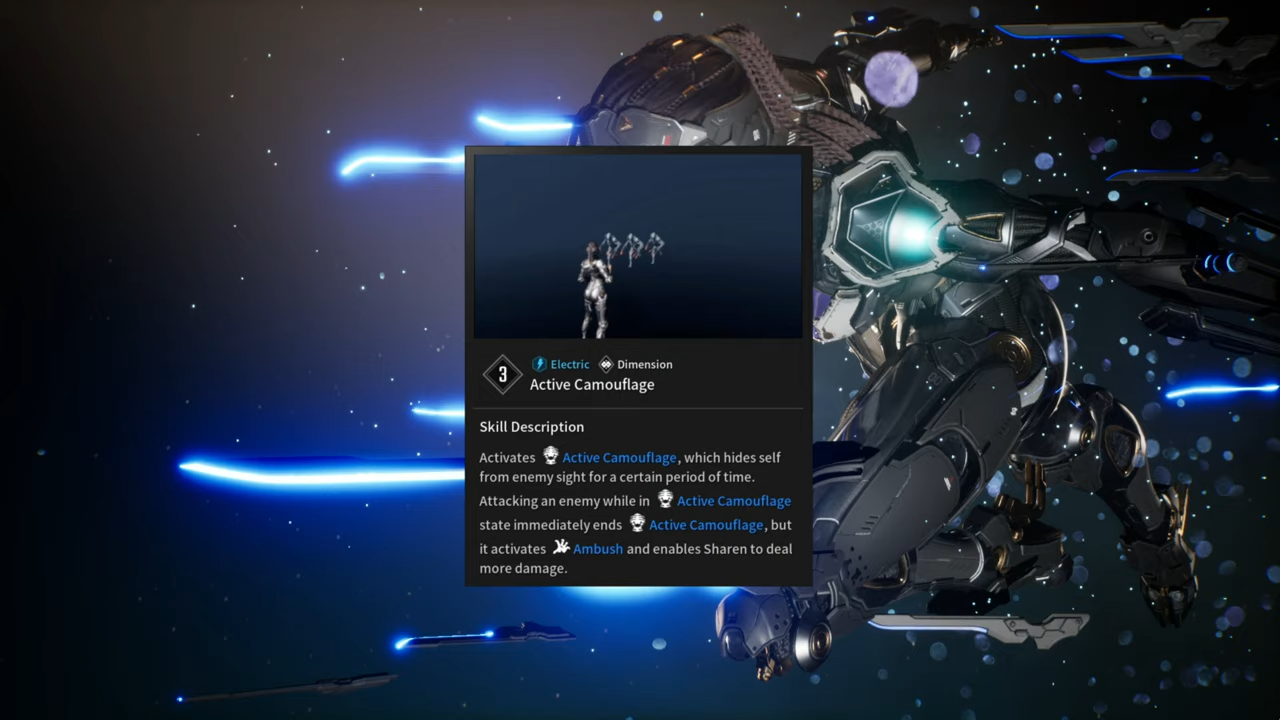 3
Electric Dimension
Active Camouflage
Skill Description
Activates Active Camouflage, which hides self
from enemy sight for a certain period of time.
Attacking an enemy while in Active Camouflage
state immediately ends Active Camouflage, but
it activates Ambush and enables Sharen to deal
more damage.